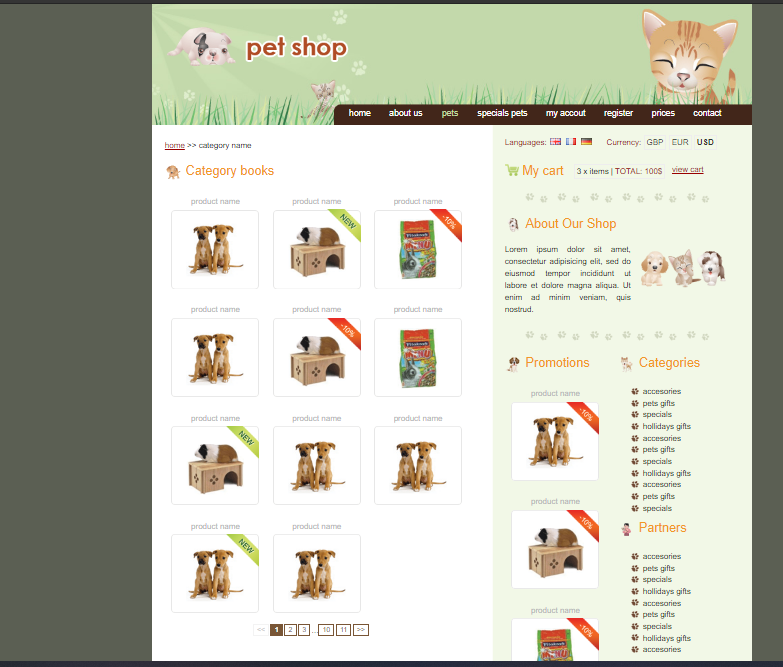 pet shop
home about us pets specials pets my accout register prices contact
home >> category name
Category books
product name product name product name
NEW
-10%
product name product name product name
-10%
product name product name product name
NEW
product name product name
NEW
<< 1 2 3 ... 10 11 >>
Languages: Currency: GBP EUR USD
My cart 3 x items | TOTAL: 100$ view cart
About Our Shop
Lorem ipsum dolor sit amet,
consectetur adipisicing elit, sed do
eiusmod tempor incididunt ut
labore et dolore magna aliqua. Ut
enim ad minim veniam, quis
nostrud.
Promotions
product name
-10%
product name
-10%
product name
-10%
Categories
accesories
pets gifts
specials
hollidays gifts
accesories
pets gifts
specials
hollidays gifts
accesories
pets gifts
specials
Partners
accesories
pets gifts
specials
hollidays gifts
accesories
pets gifts
specials
hollidays gifts
accesories